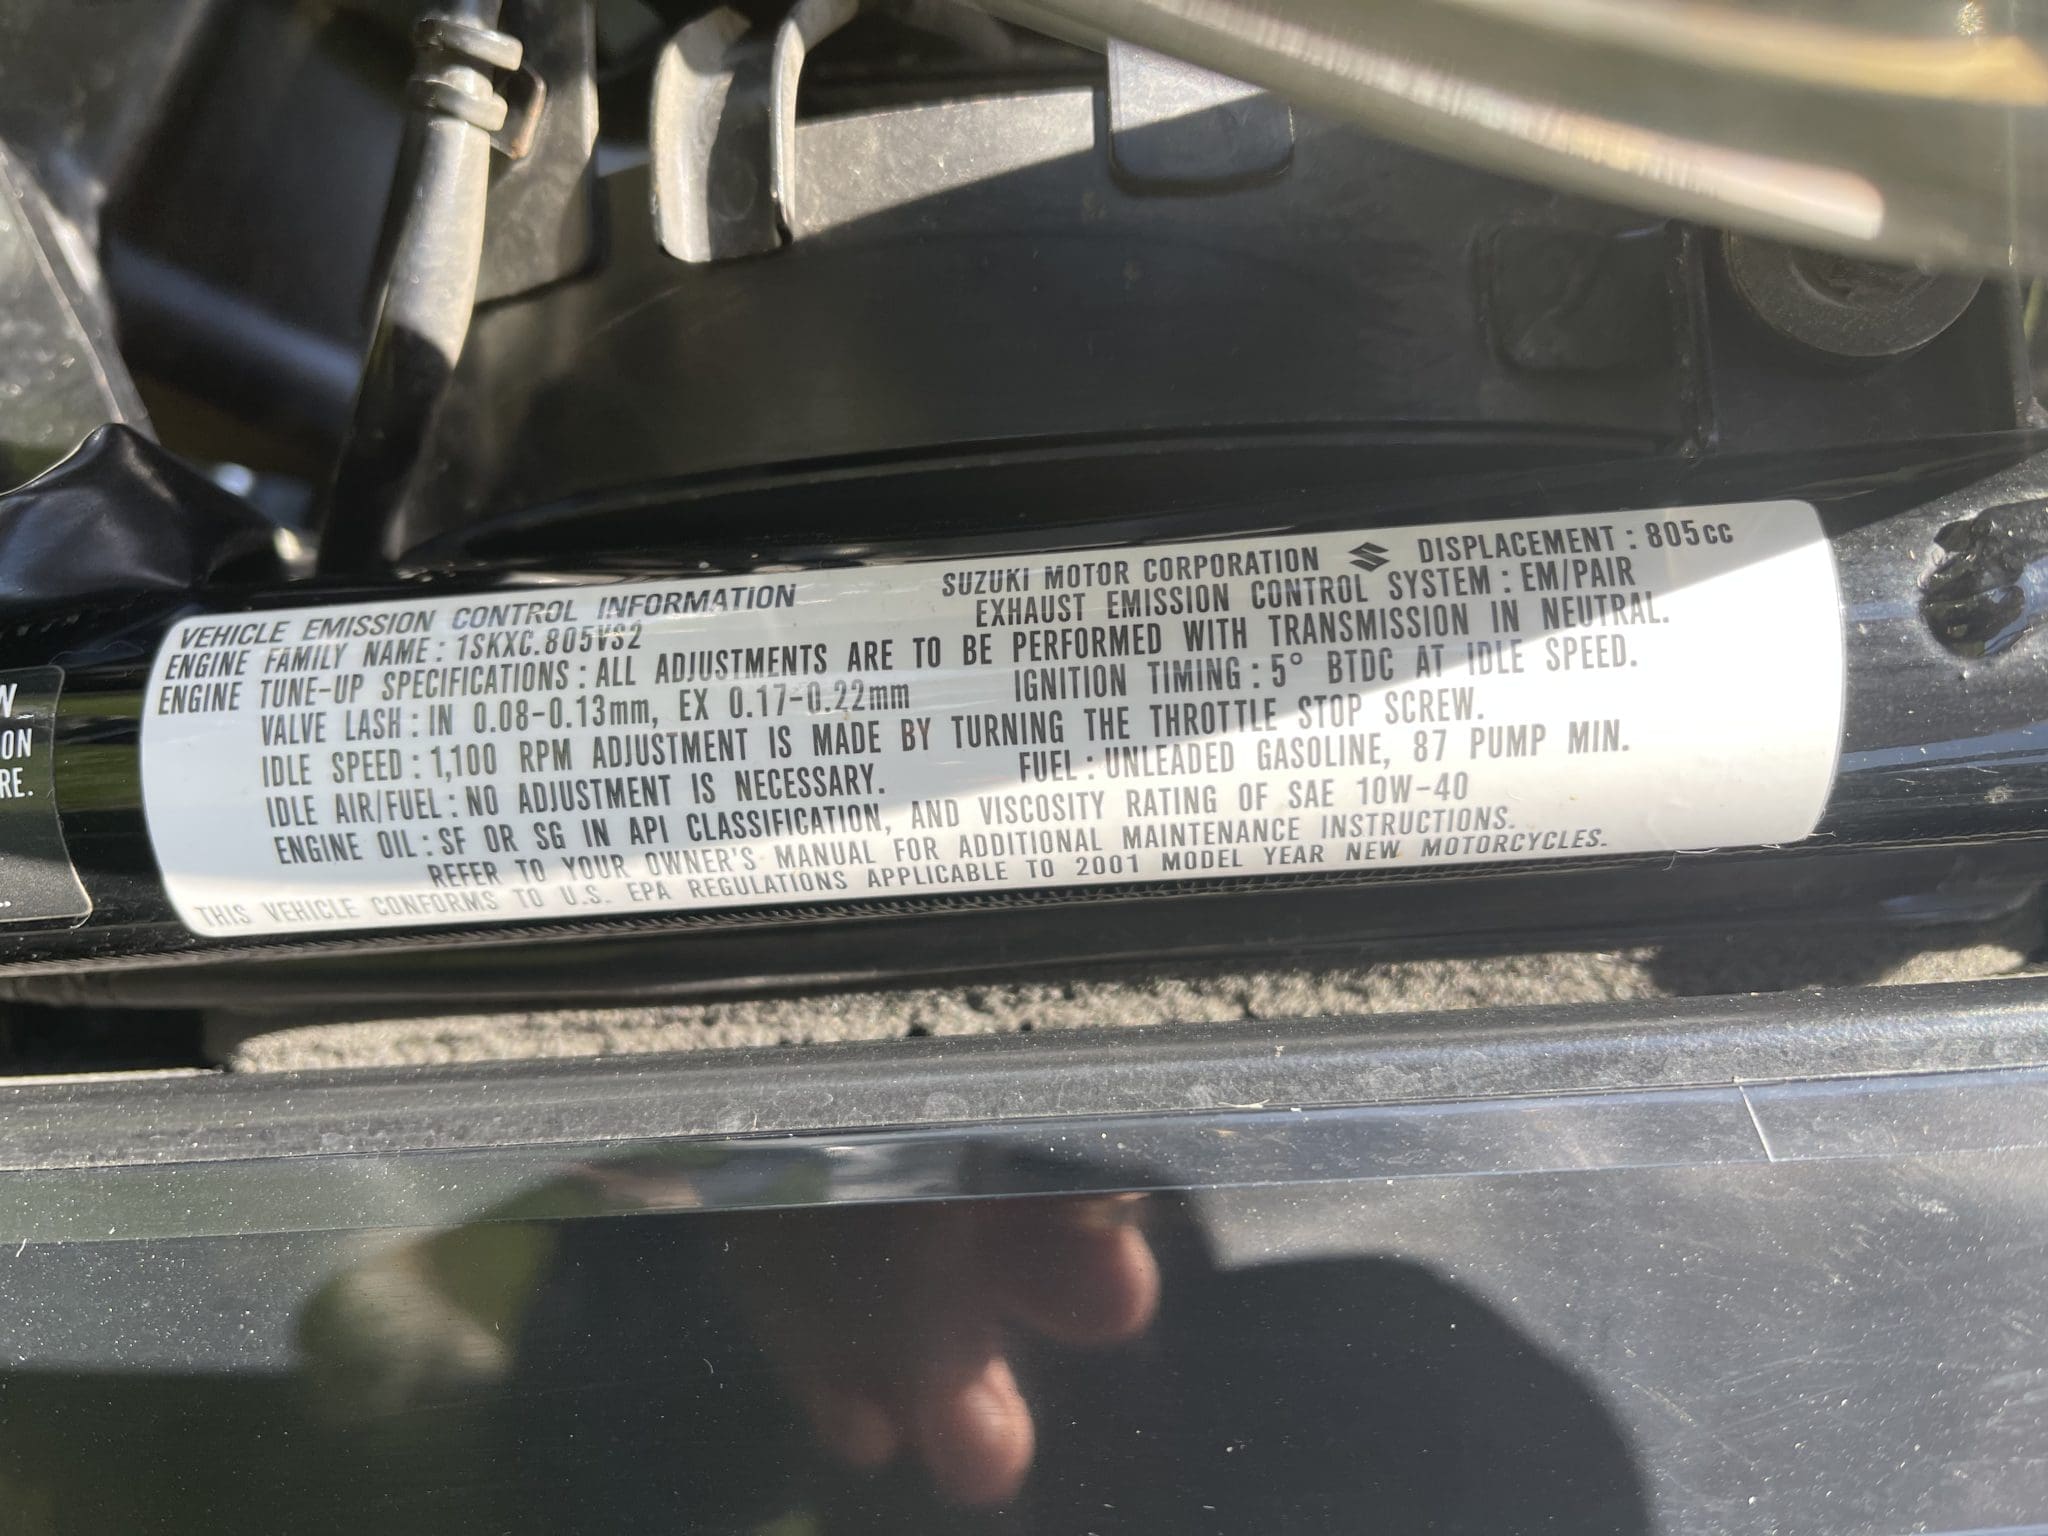 W
ON
RE.
VEHICLE EMISSION CONTROL INFORMATION SUZUKI MOTOR CORPORATION DISPLACEMENT : 805cc
ENGINE FAMILY NAME : 1SKXC.805VS2 EXHAUST EMISSION CONTROL SYSTEM : EM/PAIR
ENGINE TUNE-UP SPECIFICATIONS : ALL ADJUSTMENTS ARE TO BE PERFORMED WITH TRANSMISSION IN NEUTRAL.
VALVE LASH : IN 0.08-0.13mm, EX 0.17-0.22mm IGNITION TIMING : 5° BTDC AT IDLE SPEED.
IDLE SPEED : 1,100 RPM ADJUSTMENT IS MADE BY TURNING THE THROTTLE STOP SCREW.
IDLE AIR/FUEL : NO ADJUSTMENT IS NECESSARY. FUEL : UNLEADED GASOLINE, 87 PUMP MIN.
ENGINE OIL : SF OR SG IN API CLASSIFICATION, AND VISCOSITY RATING OF SAE 10W-40
REFER TO YOUR OWNER'S MANUAL FOR ADDITIONAL MAINTENANCE INSTRUCTIONS.
THIS VEHICLE CONFORMS TO U.S. EPA REGULATIONS APPLICABLE TO 2001 MODEL YEAR NEW MOTORCYCLES.